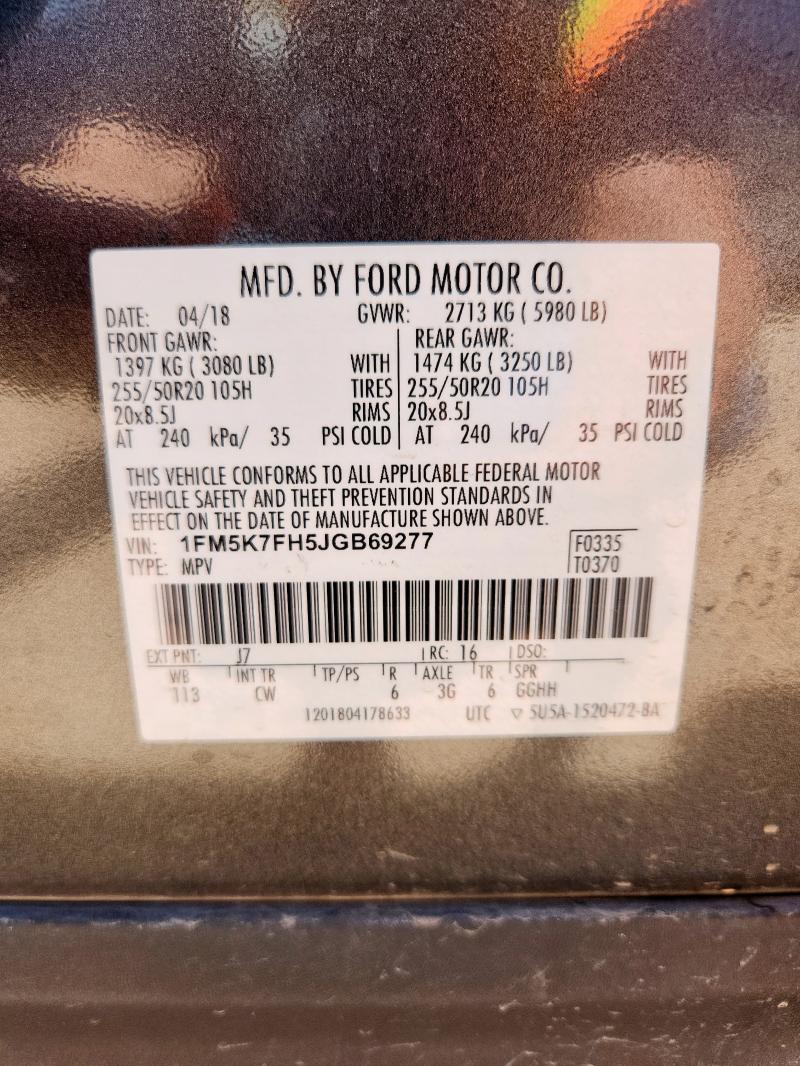 MFD. BY FORD MOTOR CO.
DATE: 04/18 GVWR: 2713 KG ( 5980 LB)
FRONT GAWR: REAR GAWR:
1397 KG ( 3080 LB) WITH 1474 KG ( 3250 LB) WITH
255/50R20 105H TIRES 255/50R20 105H TIRES
20x8.5J RIMS 20x8.5J RIMS
AT 240 kPa/ 35 PSI COLD AT 240 kPa/ 35 PSI COLD
THIS VEHICLE CONFORMS TO ALL APPLICABLE FEDERAL MOTOR
VEHICLE SAFETY AND THEFT PREVENTION STANDARDS IN
EFFECT ON THE DATE OF MANUFACTURE SHOWN ABOVE.
VIN: 1FM5K7FH5JGB69277 F0335
TYPE: MPV T0370
EXT PNT: J7 RC: 16 DSO:
WB INT TR TP/PS R AXLE TR SPR
113 CW 6 3G 6 GGHH
1201804178633 UTC ▽ 5U5A-1520472-BA